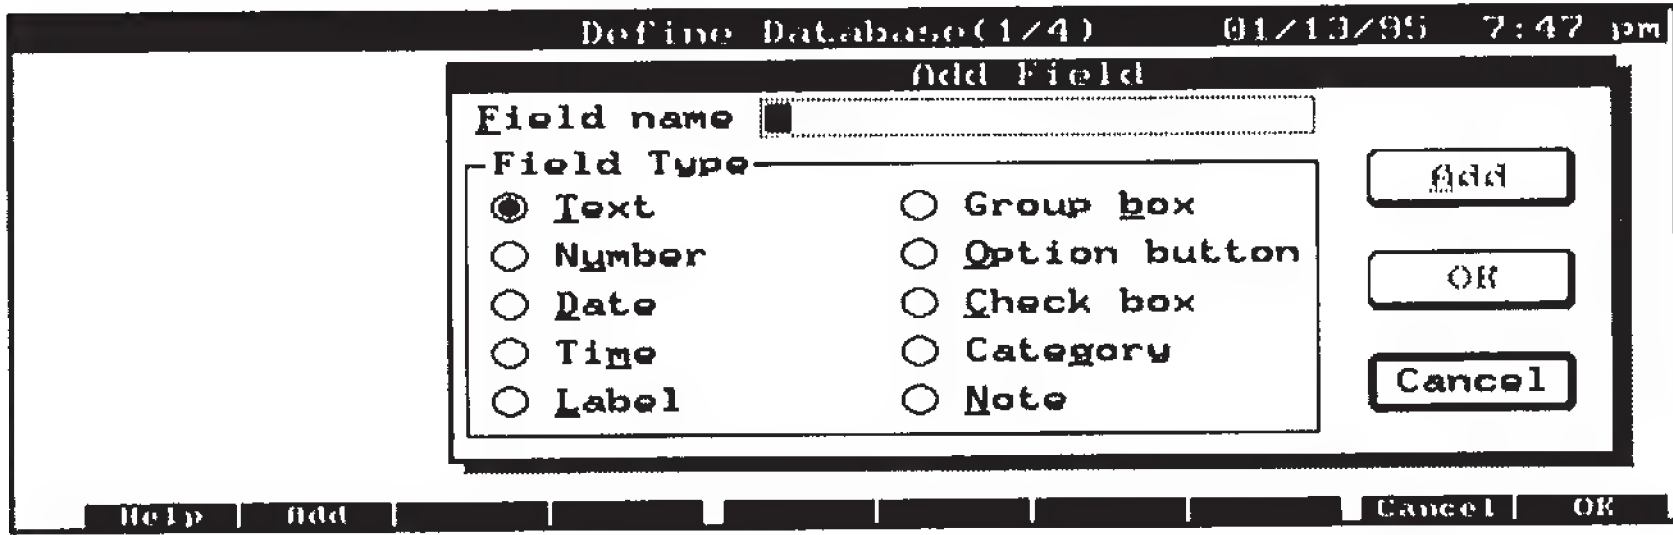 Define Database(1/4) 01/13/95 7:47 pm
Add Field
Field name
Field Type
Text
Group box
Add
Number
Option button
OK
Date
Check box
Time
Category
Cancel
Label
Note
Help Add Cancel OK